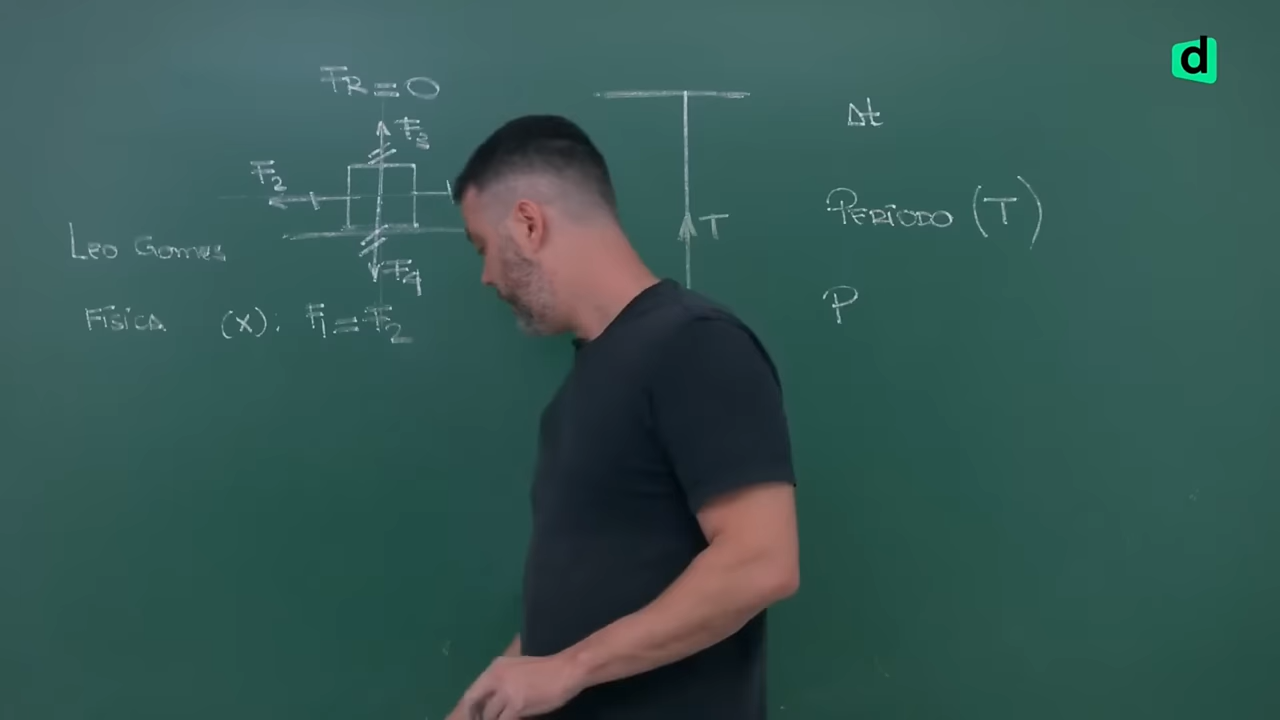 FR = 0
F3
F2
F4
Leo Gomes
Física
(x): F1 = F2
T
Δt
Período (T)
P
d